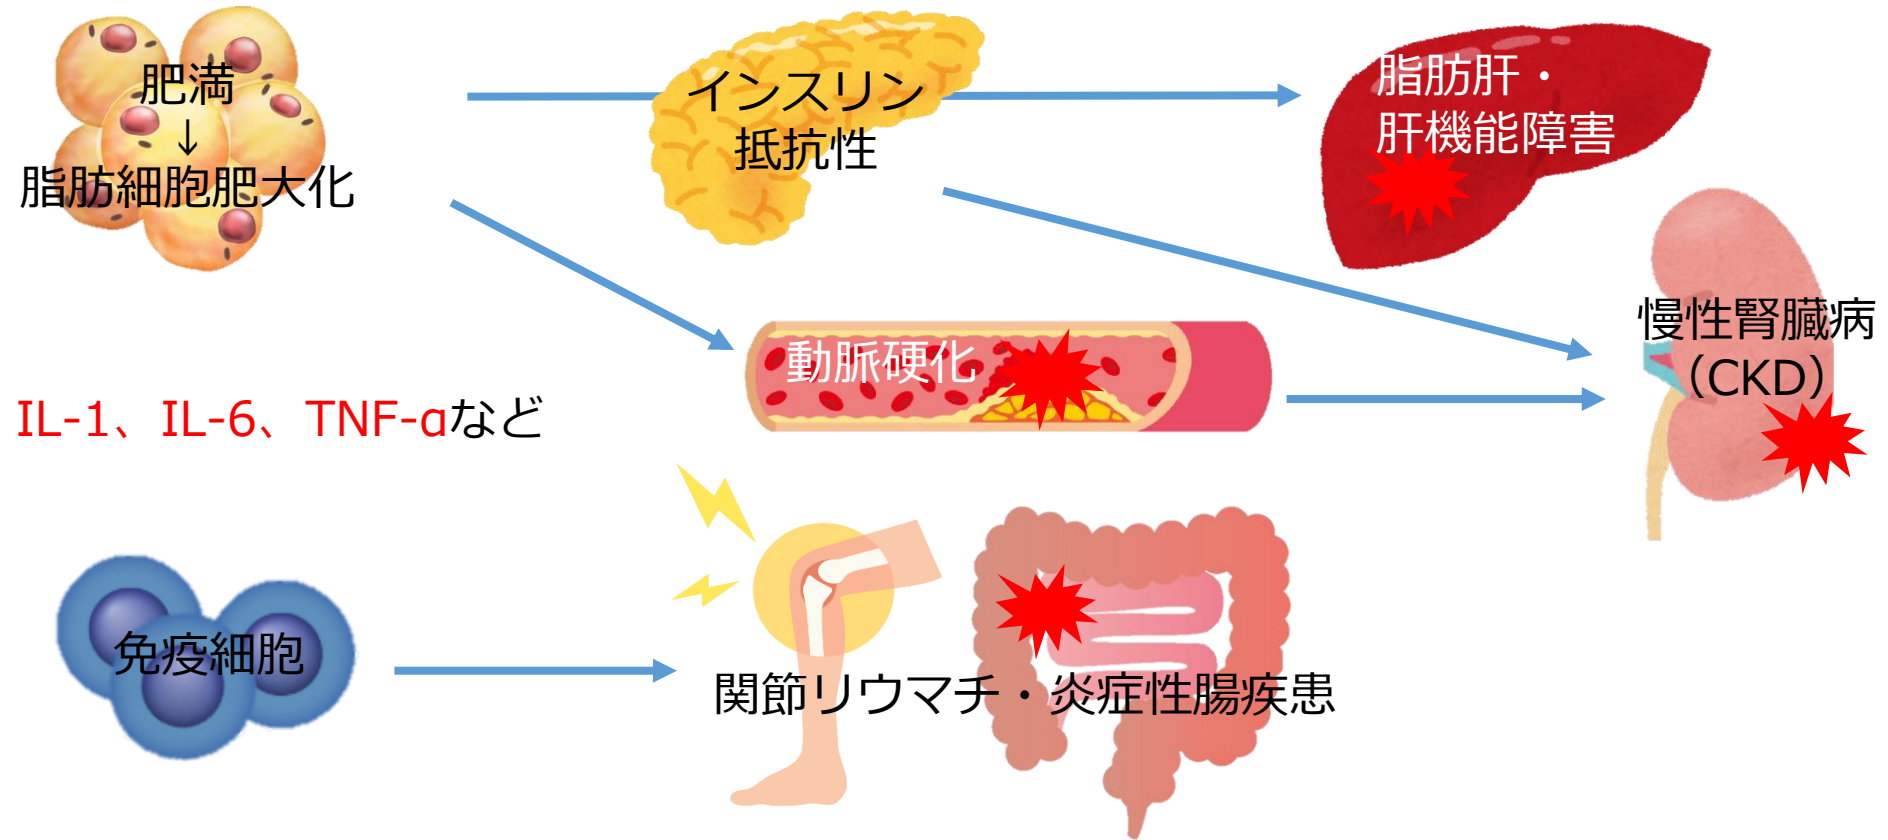 肥満
↓
脂肪細胞肥大化
インスリン
抵抗性
脂肪肝・
肝機能障害
動脈硬化
慢性腎臓病
（CKD）
IL-1、IL-6、TNF-αなど
免疫細胞
関節リウマチ・炎症性腸疾患